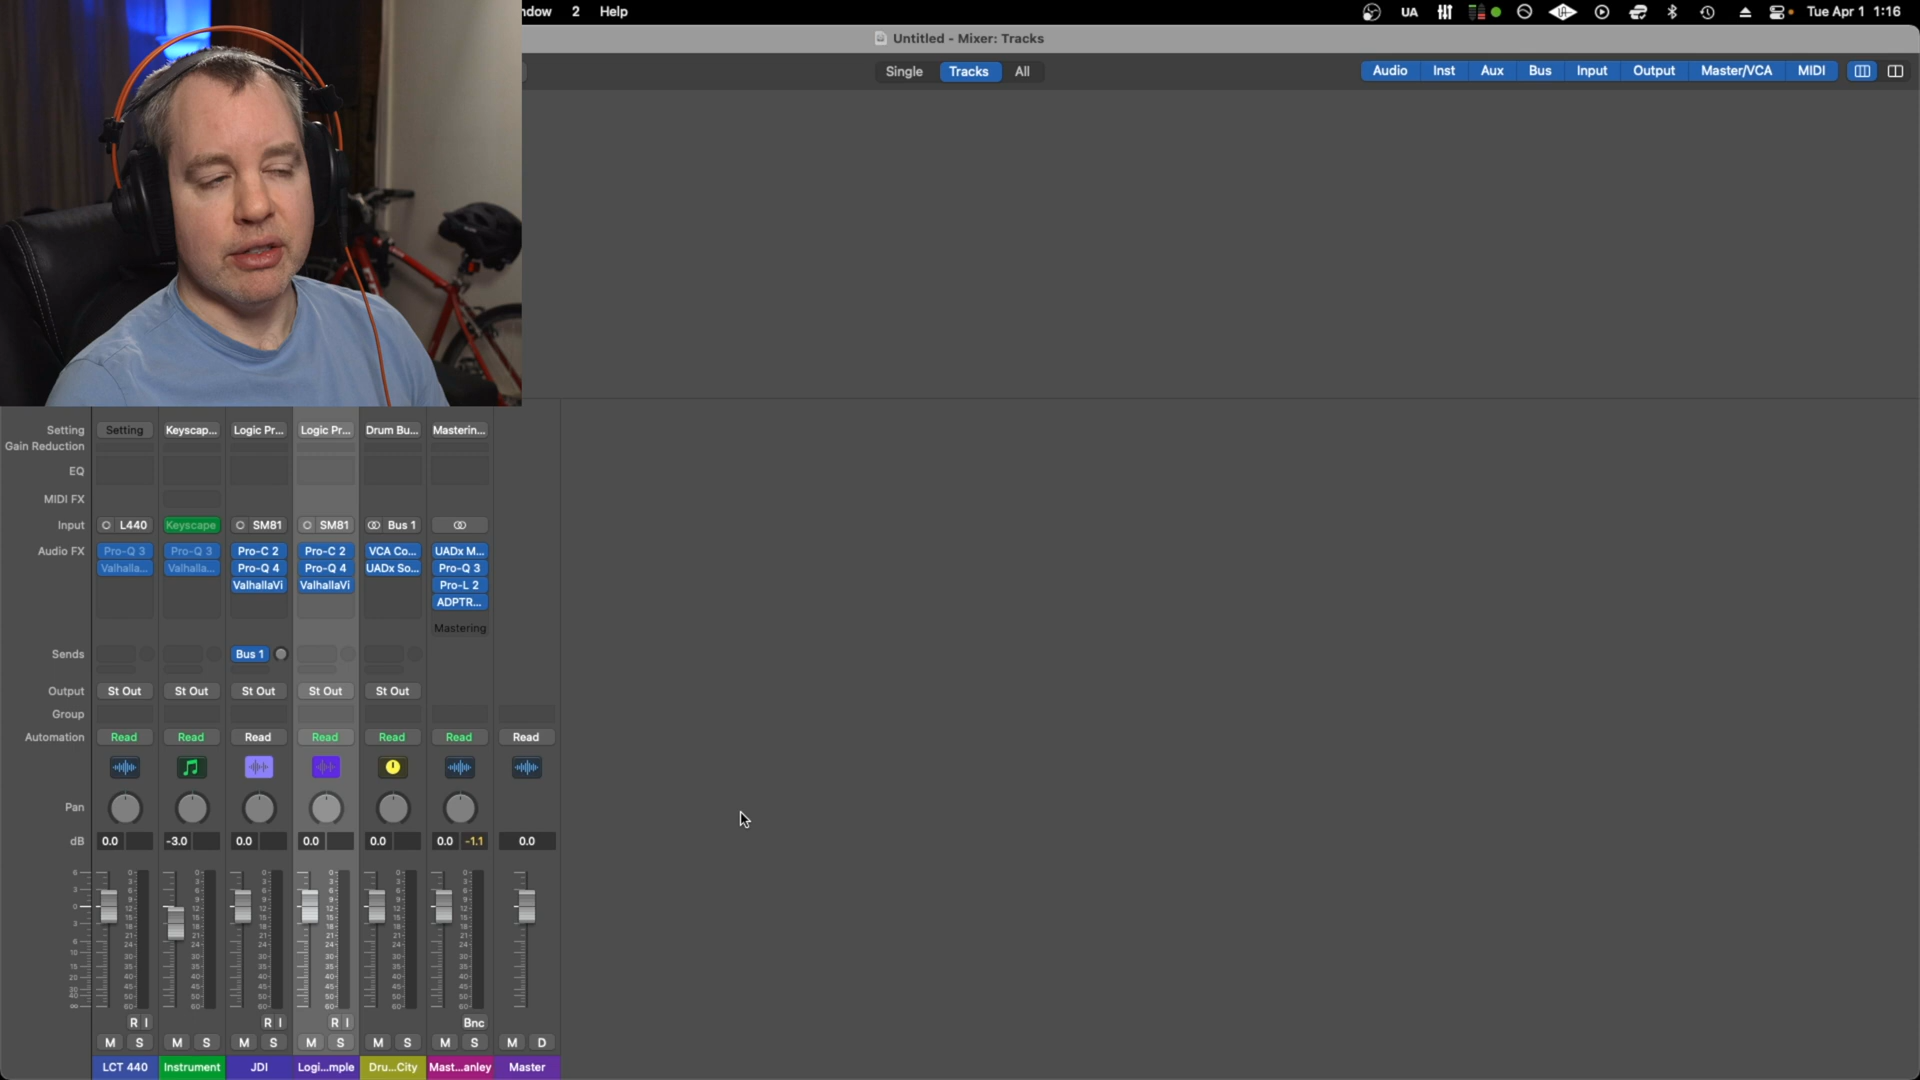 ndow 2 Help UA Tue Apr 1 1:16
Untitled - Mixer: Tracks
Single Tracks All Audio Inst Aux Bus Input Output Master/VCA MIDI
Setting Setting Keyscap... Logic Pr... Logic Pr... Drum Bu... Masterin...
Gain Reduction
EQ
MIDI FX
Input L440 Keyscape SM81 SM81 Bus 1
Audio FX Pro-Q 3 Pro-Q 3 Pro-C 2 Pro-C 2 VCA Co... UADx M...
Valhalla... Valhalla... Pro-Q 4 Pro-Q 4 UADx So... Pro-Q 3
ValhallaVi ValhallaVi Pro-L 2
ADPTR...
Mastering
Sends Bus 1
Output St Out St Out St Out St Out St Out
Group
Automation Read Read Read Read Read Read Read
Pan
dB 0.0 -3.0 0.0 0.0 0.0 0.0 -1.1 0.0
R I R I R I Bnc
M S M S M S M S M S M S M D
LCT 440 Instrument JDI Logi...mple Dru...City Mast...anley Master